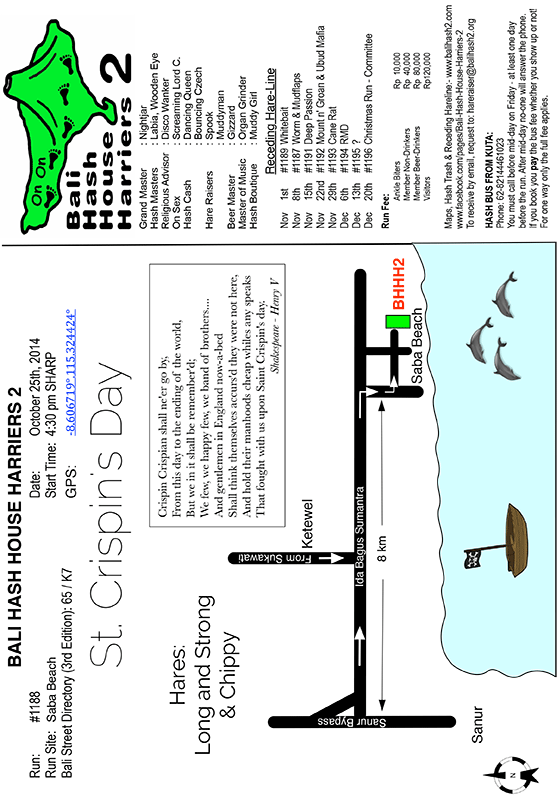 BALI HASH HOUSE HARRIERS 2
Run: #1188
Run Site: Saba Beach
Bali Street Directory (3rd Edition): 65 / K7
Date: October 25th, 2014
Start Time: 4:30 pm SHARP
GPS: -8.606719° 115.324424°
St. Crispin's Day
Hares:
Long and Strong
& Chippy
Crispin Crispian shall ne'er go by,
From this day to the ending of the world,
But we in it shall be remember'd;
We few, we happy few, we band of brothers....
And gentlemen in England now-a-bed
Shall think themselves accurs'd they were not here,
And hold their manhoods cheap whiles any speaks
That fought with us upon Saint Crispin's day.
Shakespeare - Henry V
Ketewel
From Sukawati
Ida Bagus Sumantra
8 km
Sanur Bypass
Sanur
Saba Beach
BHHH2
On On
Bali
Hash
House
Harriers 2
Grand Master : Nightjar
Hash Masters : Labia, Wooden Eye
Religious Advisor : Disco, Wanker
On Sex : Screaming Lord C.
Hash Cash : Dancing Queen
Bouncing Czech
Hare Raisers : Spook
Muddyman
Beer Master : Gizzard
Master of Music : Organ Grinder
Hash Boutique : Muddy Girl
Receding Hare-Line
Nov 1st #1189 Whitebait
Nov 8th #1190 Worm & Mudflaps
Nov 15th #1191 Deep Passion
Nov 22nd #1192 Mount n' Groan & Ubud Mafia
Nov 29th #1193 Cane Rat
Dec 6th #1194 RMD
Dec 13th #1195 ?
Dec 20th #1196 Christmas Run - Committee
Run Fee:
Ankle Biters Rp 10,000
Member Non-Drinkers Rp 40,000
Member Beer-Drinkers Rp 80,000
Visitors Rp120,000
Maps, Hash Trash & Receding Hareline:- www.balihash2.com
www.facebook.com/pages/Bali-Hash-House-Harriers-2
To receive by email, request to: hareraiser@balihash2.org
HASH BUS FROM KUTA:
Phone: 62-82144461023
You must call before mid-day on Friday - at least one day
before the run. After mid-day no-one will answer the phone.
If you book you pay the bus fee whether you show up or not!
For one way only the full fee applies.